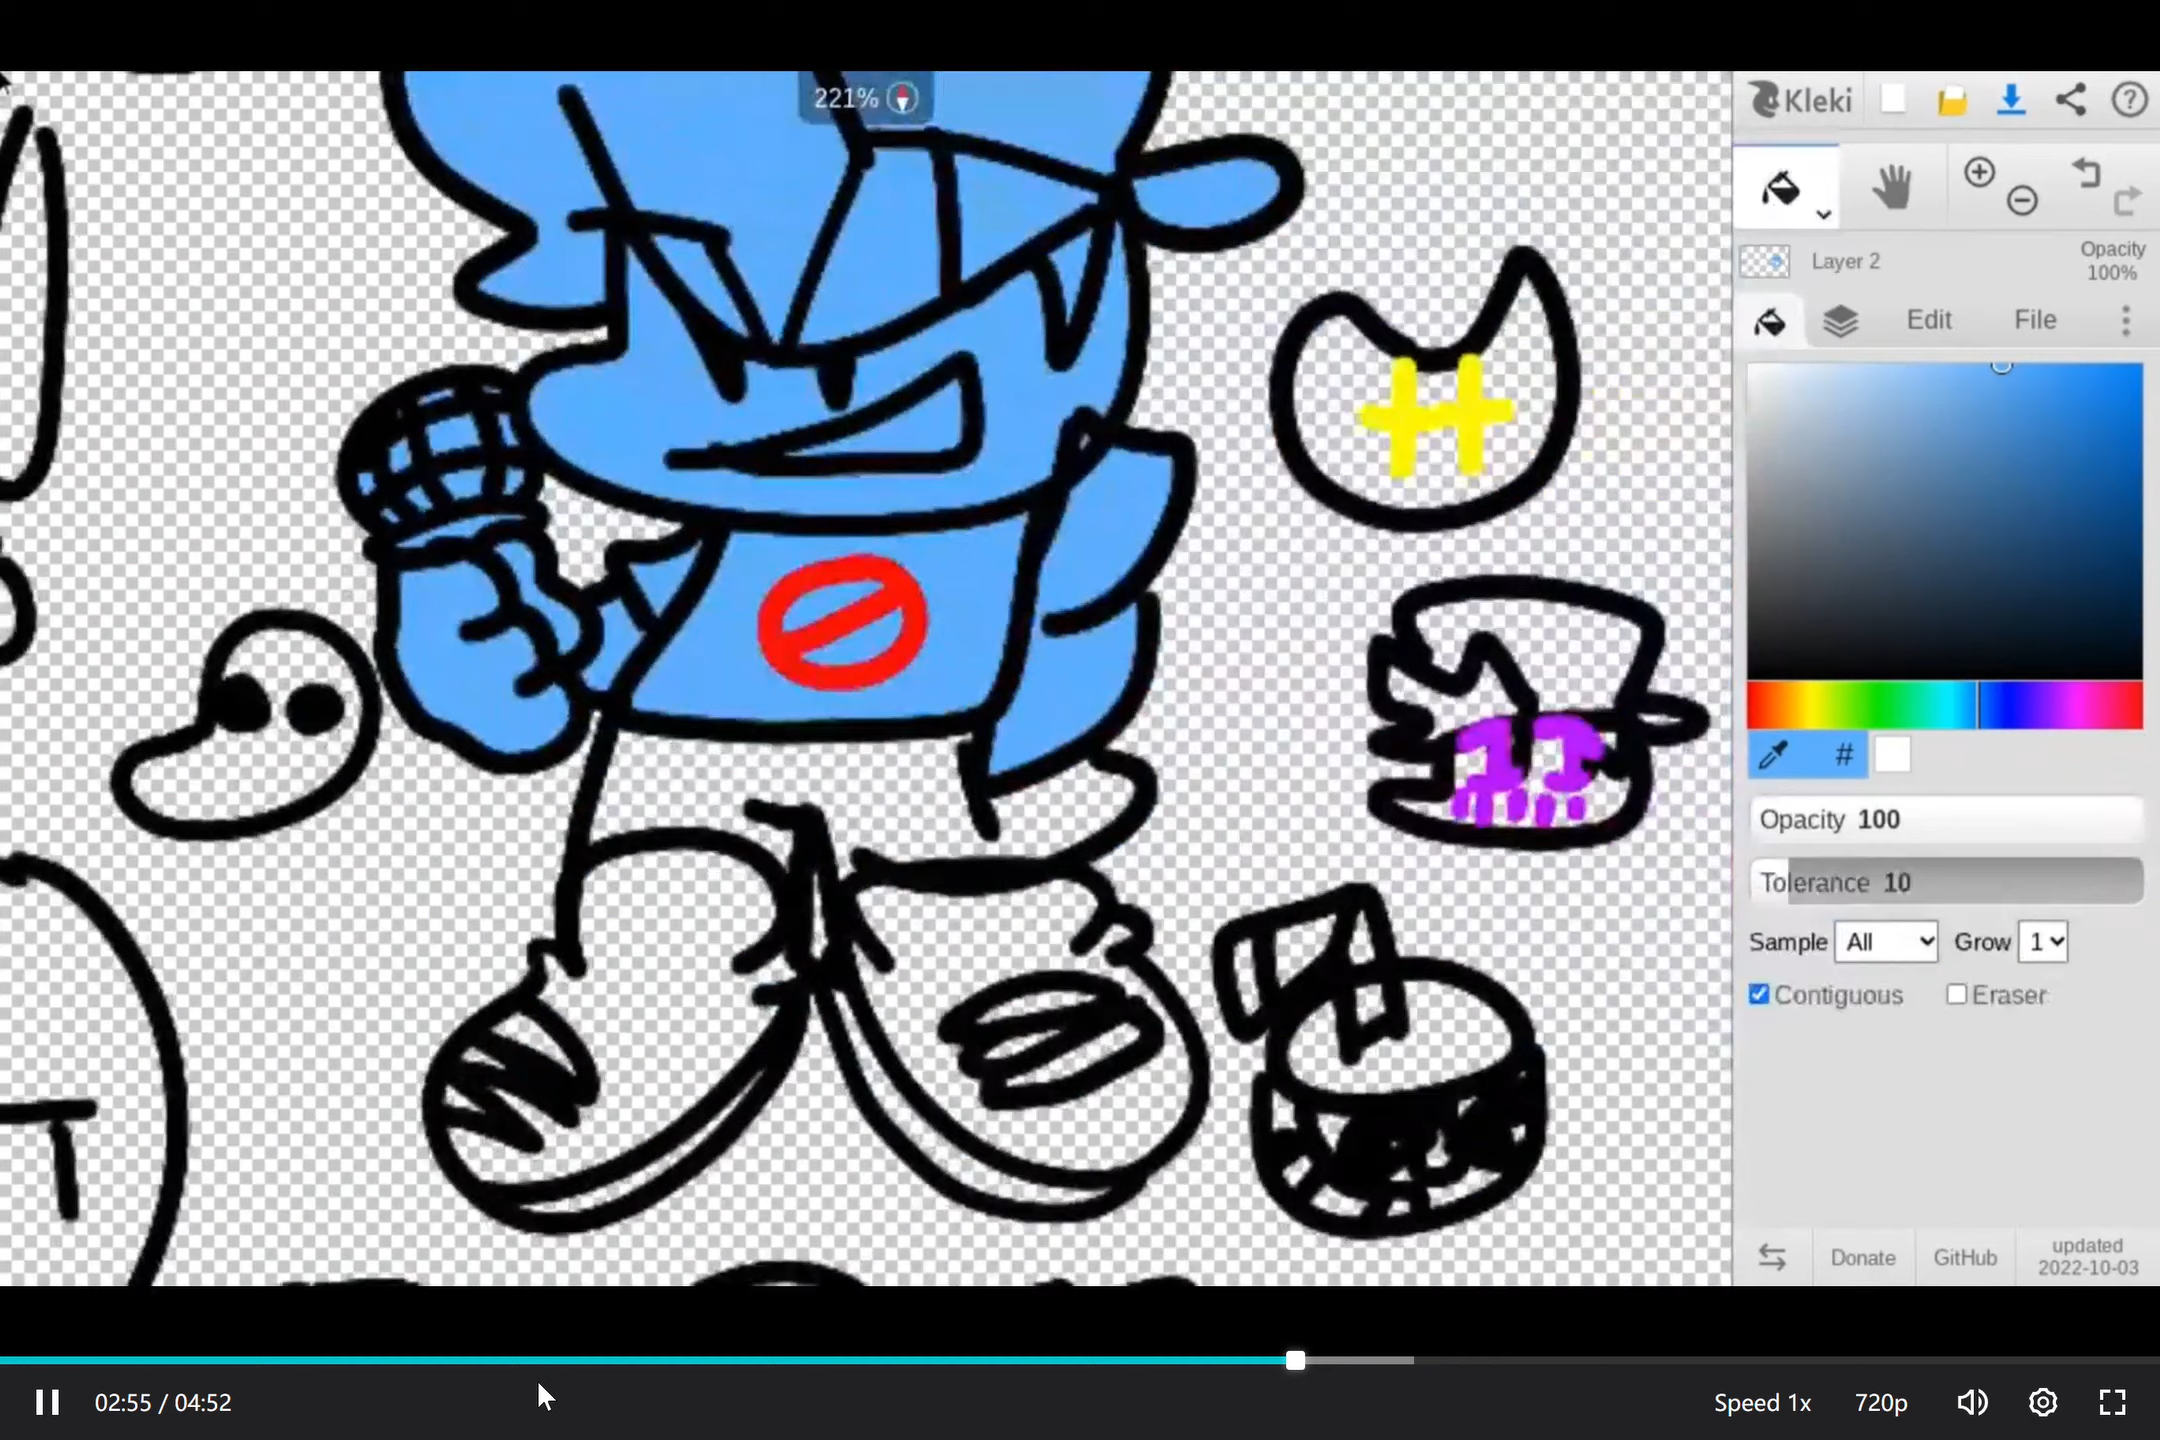 221%
Kleki
Layer 2
Opacity
100%
Edit
File
#
Opacity 100
Tolerance 10
Sample All Grow 1
Contiguous Eraser
Donate GitHub updated
2022-10-03
02:55 / 04:52
Speed 1x 720p